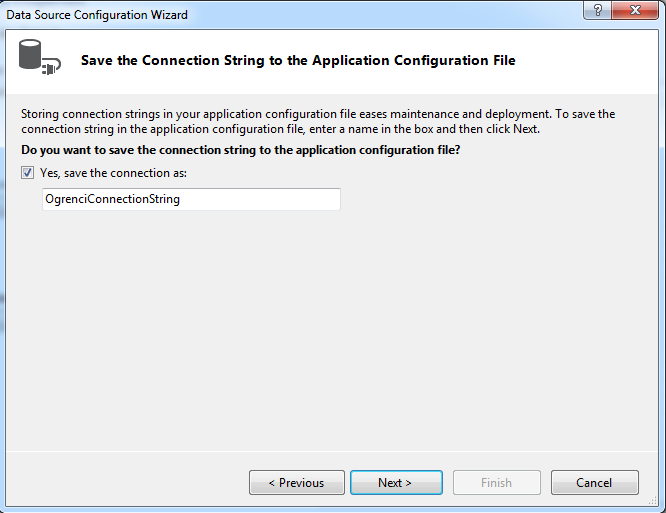 Data Source Configuration Wizard
?
Save the Connection String to the Application Configuration File
Storing connection strings in your application configuration file eases maintenance and deployment. To save the
connection string in the application configuration file, enter a name in the box and then click Next.
Do you want to save the connection string to the application configuration file?
Yes, save the connection as:
OgrenciConnectionString
< Previous
Next >
Finish
Cancel